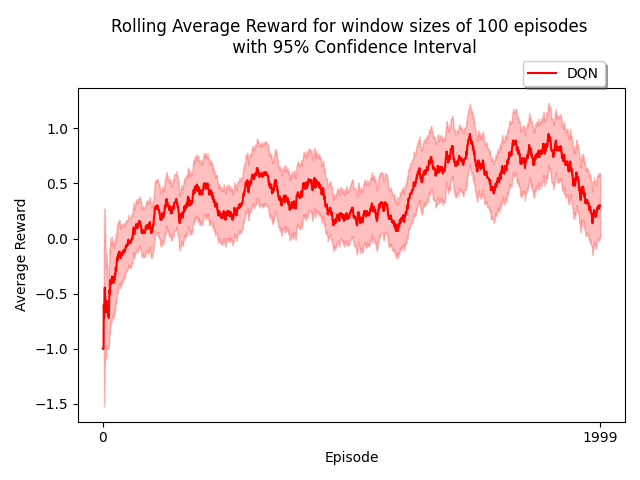 Rolling Average Reward for window sizes of 100 episodes
with 95% Confidence Interval
DQN
Average Reward
1.0
0.5
0.0
−0.5
−1.0
−1.5
0
1999
Episode